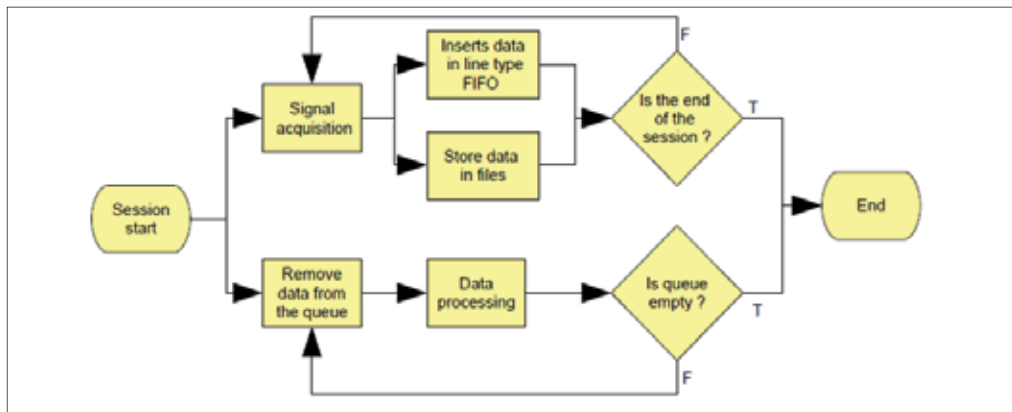 F
Inserts data
in line type
FIFO
Signal
acquisition
Is the end
of the
session ?
T
Store data
in files
Session
start
End
Remove
data from
the queue
Data
processing
Is queue
empty ?
T
F